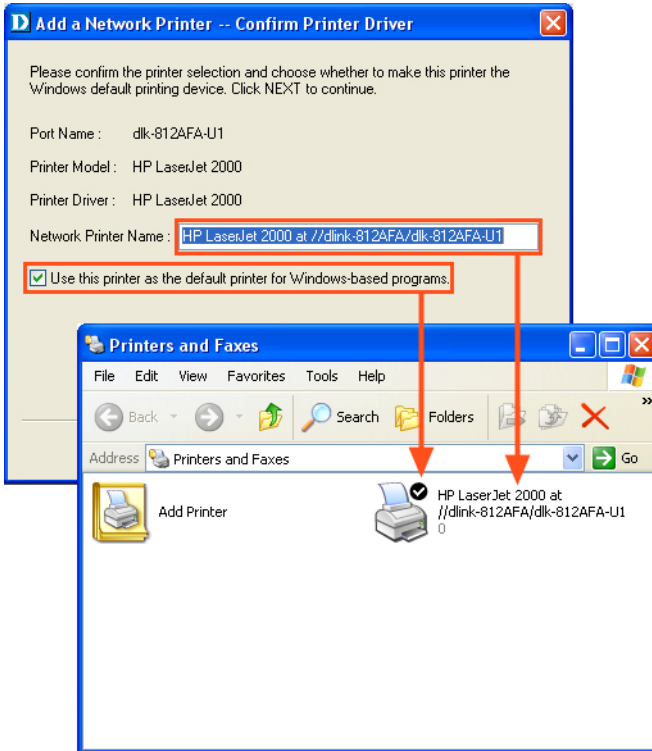 D Add a Network Printer -- Confirm Printer Driver
Please confirm the printer selection and choose whether to make this printer the
Windows default printing device. Click NEXT to continue.
Port Name : dlk-812AFA-U1
Printer Model : HP LaserJet 2000
Printer Driver : HP LaserJet 2000
Network Printer Name : HP LaserJet 2000 at //dlink-812AFA/dlk-812AFA-U1
Use this printer as the default printer for Windows-based programs.
Printers and Faxes
File Edit View Favorites Tools Help
Back Search Folders »
Address Printers and Faxes Go
Add Printer
HP LaserJet 2000 at
//dlink-812AFA/dlk-812AFA-U1
0